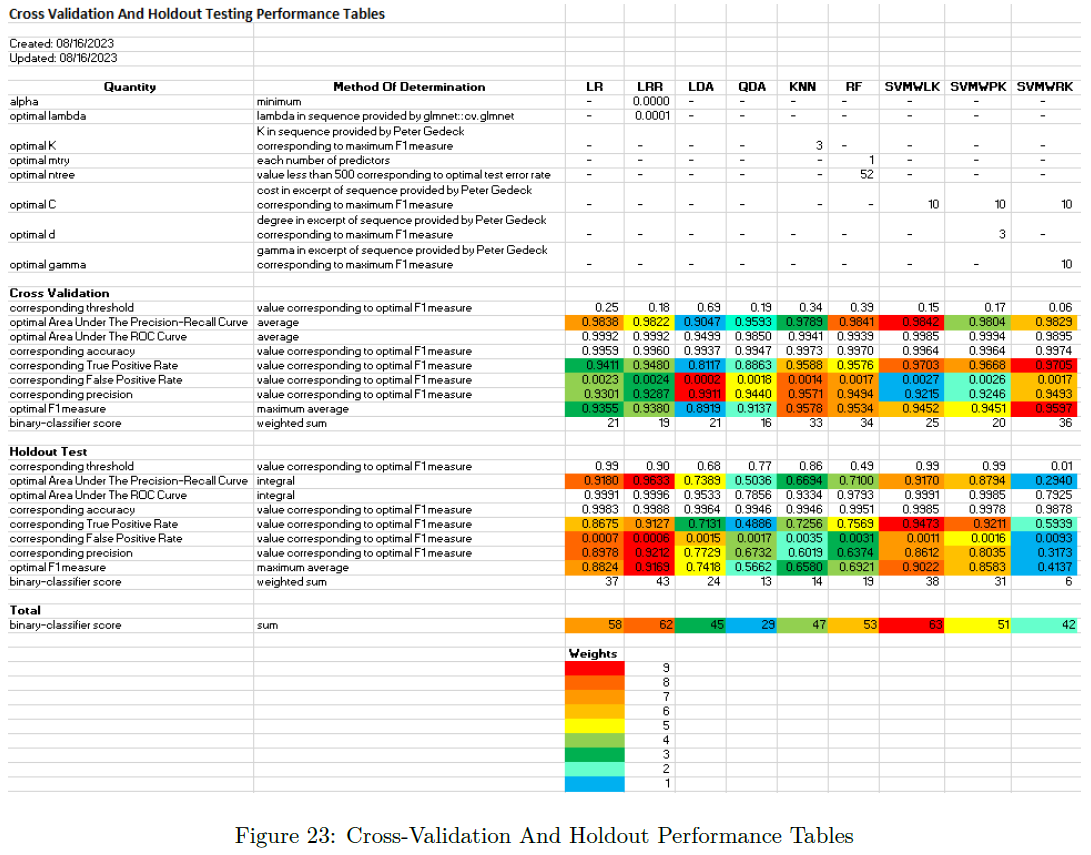 Cross Validation And Holdout Testing Performance Tables
Created: 08/16/2023
Updated: 08/16/2023
Quantity Method Of Determination LR LRR LDA QDA KNN RF SVMWLK SVMWPK SVMWRK
alpha minimum - 0.0000 - - - - - - -
optimal lambda lambda in sequence provided by glmnet::cv.glmnet - 0.0001 - - - - - - -
K in sequence provided by Peter Gedeck
optimal K corresponding to maximum F1 measure - - - - 3 - - - -
optimal mtry each number of predictors - - - - - 1 - - -
optimal ntree value less than 500 corresponding to optimal test error rate - - - - - 52 - - -
cost in excerpt of sequence provided by Peter Gedeck
optimal C corresponding to maximum F1 measure - - - - - - 10 10 10
degree in excerpt of sequence provided by Peter Gedeck
optimal d corresponding to maximum F1 measure - - - - - - - 3 -
gamma in excerpt of sequence provided by Peter Gedeck
optimal gamma corresponding to maximum F1 measure - - - - - - - - 10
Cross Validation
corresponding threshold value corresponding to optimal F1 measure 0.25 0.18 0.69 0.19 0.34 0.39 0.15 0.17 0.06
optimal Area Under The Precision-Recall Curve average 0.9838 0.9822 0.9047 0.9593 0.9789 0.9841 0.9842 0.9804 0.9829
optimal Area Under The ROC Curve average 0.9992 0.9992 0.9499 0.9850 0.9941 0.9939 0.9985 0.9994 0.9895
corresponding accuracy value corresponding to optimal F1 measure 0.9959 0.9960 0.9937 0.9947 0.9973 0.9970 0.9964 0.9964 0.9974
corresponding True Positive Rate value corresponding to optimal F1 measure 0.9411 0.9480 0.8117 0.8863 0.9588 0.9576 0.9703 0.9668 0.9705
corresponding False Positive Rate value corresponding to optimal F1 measure 0.0023 0.0024 0.0002 0.0018 0.0014 0.0017 0.0027 0.0026 0.0017
corresponding precision value corresponding to optimal F1 measure 0.9301 0.9287 0.9911 0.9440 0.9571 0.9494 0.9215 0.9246 0.9493
optimal F1 measure maximum average 0.9355 0.9380 0.8919 0.9137 0.9578 0.9534 0.9452 0.9451 0.9597
binary-classifier score weighted sum 21 19 21 16 33 34 25 20 36
Holdout Test
corresponding threshold value corresponding to optimal F1 measure 0.99 0.90 0.68 0.77 0.86 0.49 0.99 0.99 0.01
optimal Area Under The Precision-Recall Curve integral 0.9180 0.9633 0.7389 0.5036 0.6694 0.7100 0.9170 0.8794 0.2940
optimal Area Under The ROC Curve integral 0.9991 0.9996 0.9533 0.7856 0.9334 0.9793 0.9991 0.9985 0.7925
corresponding accuracy value corresponding to optimal F1 measure 0.9983 0.9988 0.9964 0.9946 0.9946 0.9951 0.9985 0.9978 0.9878
corresponding True Positive Rate value corresponding to optimal F1 measure 0.8675 0.9127 0.7131 0.4886 0.7256 0.7569 0.9473 0.9211 0.5939
corresponding False Positive Rate value corresponding to optimal F1 measure 0.0007 0.0006 0.0015 0.0017 0.0035 0.0031 0.0011 0.0016 0.0093
corresponding precision value corresponding to optimal F1 measure 0.8978 0.9212 0.7729 0.6732 0.6019 0.6374 0.8612 0.8035 0.3173
optimal F1 measure maximum average 0.8824 0.9169 0.7418 0.5662 0.6580 0.6921 0.9022 0.8583 0.4137
binary-classifier score weighted sum 37 43 24 13 14 19 38 31 6
Total
binary-classifier score sum 58 62 45 29 47 53 63 51 42
Weights
9
8
7
6
5
4
3
2
1
Figure 23: Cross-Validation And Holdout Performance Tables